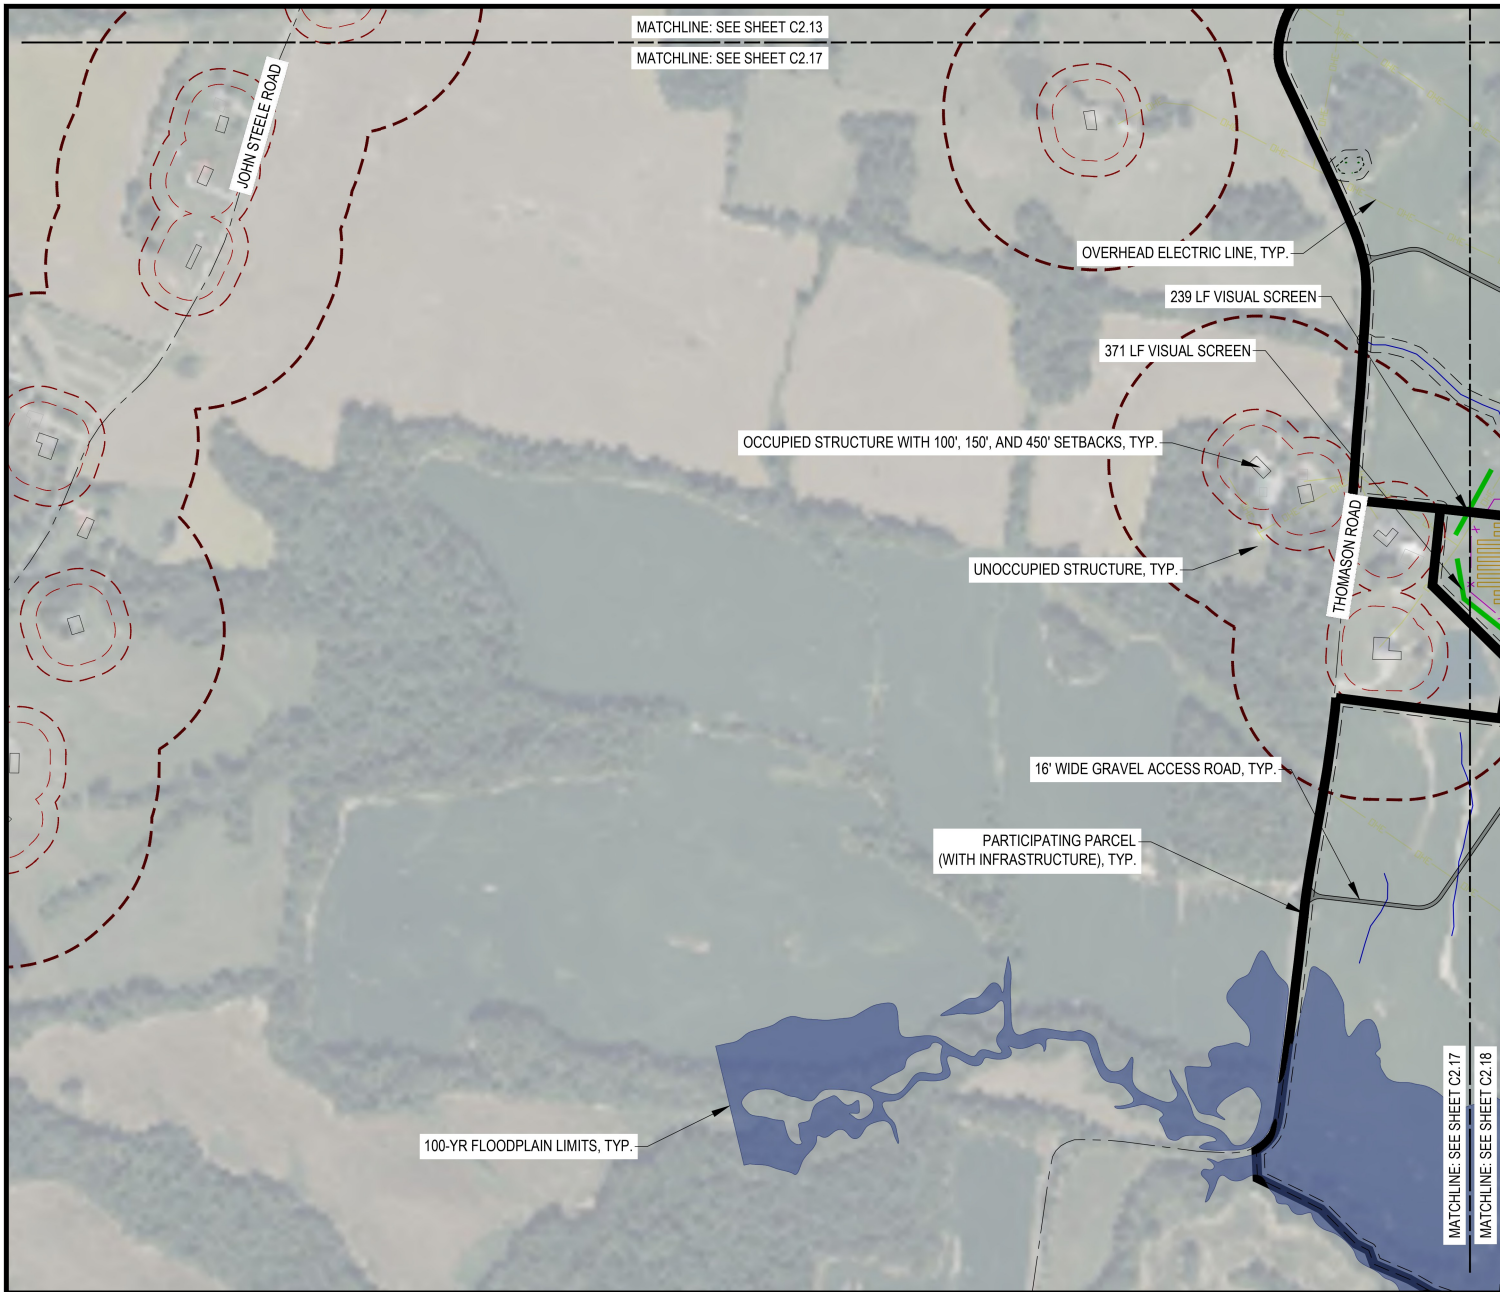 MATCHLINE: SEE SHEET C2.13
MATCHLINE: SEE SHEET C2.17
JOHN STEELE ROAD
OVERHEAD ELECTRIC LINE, TYP.
239 LF VISUAL SCREEN
371 LF VISUAL SCREEN
OCCUPIED STRUCTURE WITH 100', 150', AND 450' SETBACKS, TYP.
THOMASON ROAD
UNOCCUPIED STRUCTURE, TYP.
16' WIDE GRAVEL ACCESS ROAD, TYP.
PARTICIPATING PARCEL
(WITH INFRASTRUCTURE), TYP.
100-YR FLOODPLAIN LIMITS, TYP.
MATCHLINE: SEE SHEET C2.17
MATCHLINE: SEE SHEET C2.18